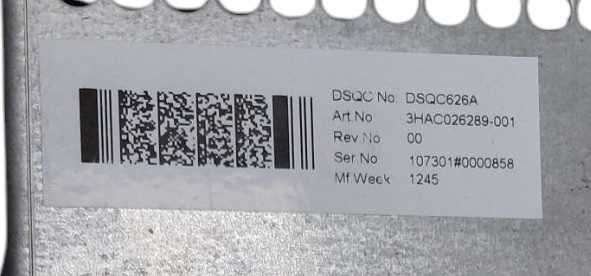 DSQC No: DSQC626A
Art.No 3HAC026289-001
Rev No 00
Ser.No 107301#0000858
Mf Week 1245